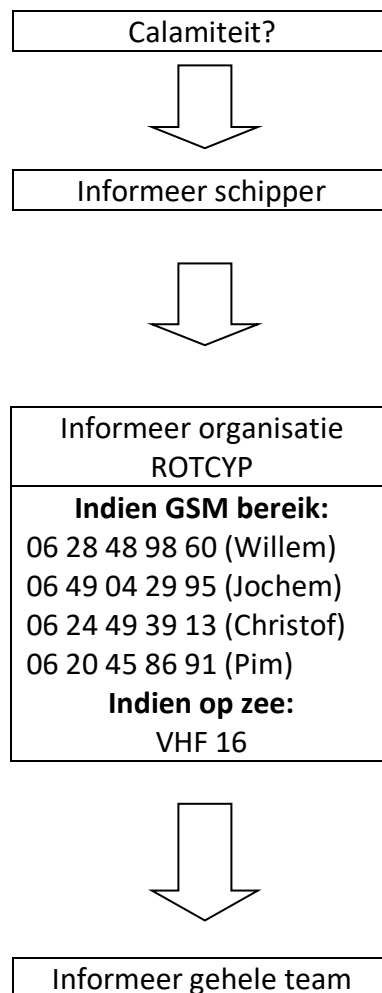 Calamiteit?
Informeer schipper
Informeer organisatie
ROTCYP
Indien GSM bereik:
06 28 48 98 60 (Willem)
06 49 04 29 95 (Jochem)
06 24 49 39 13 (Christof)
06 20 45 86 91 (Pim)
Indien op zee:
VHF 16
Informeer gehele team